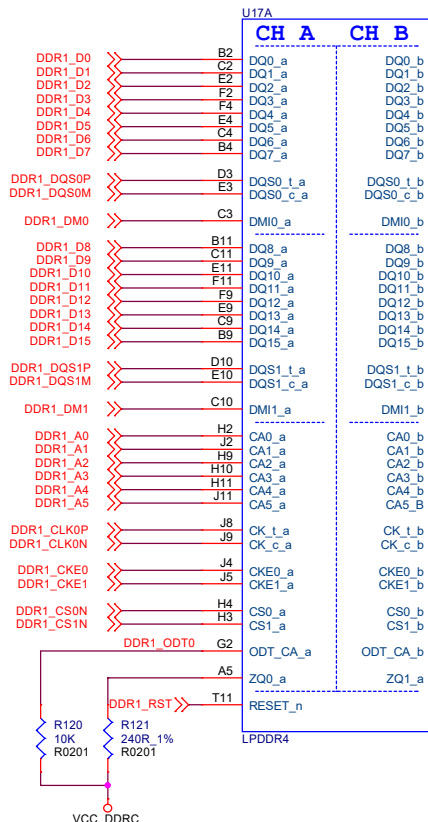 U17A
CH A CH B
DDR1_D0 B2 DQ0_a DQ0_b
DDR1_D1 C2 DQ1_a DQ1_b
DDR1_D2 E2 DQ2_a DQ2_b
DDR1_D3 F2 DQ3_a DQ3_b
DDR1_D4 F4 DQ4_a DQ4_b
DDR1_D5 E4 DQ5_a DQ5_b
DDR1_D6 C4 DQ6_a DQ6_b
DDR1_D7 B4 DQ7_a DQ7_b
DDR1_DQS0P D3 DQS0_t_a DQS0_t_b
DDR1_DQS0M E3 DQS0_c_a DQS0_c_b
DDR1_DM0 C3 DMI0_a DMI0_b
DDR1_D8 B11 DQ8_a DQ8_b
DDR1_D9 C11 DQ9_a DQ9_b
DDR1_D10 E11 DQ10_a DQ10_b
DDR1_D11 F11 DQ11_a DQ11_b
DDR1_D12 F9 DQ12_a DQ12_b
DDR1_D13 E9 DQ13_a DQ13_b
DDR1_D14 C9 DQ14_a DQ14_b
DDR1_D15 B9 DQ15_a DQ15_b
DDR1_DQS1P D10 DQS1_t_a DQS1_t_b
DDR1_DQS1M E10 DQS1_c_a DQS1_c_b
DDR1_DM1 C10 DMI1_a DMI1_b
DDR1_A0 H2 CA0_a CA0_b
DDR1_A1 J2 CA1_a CA1_b
DDR1_A2 H9 CA2_a CA2_b
DDR1_A3 H10 CA3_a CA3_b
DDR1_A4 H11 CA4_a CA4_b
DDR1_A5 J11 CA5_a CA5_B
DDR1_CLK0P J8 CK_t_a CK_t_b
DDR1_CLK0N J9 CK_c_a CK_c_b
DDR1_CKE0 J4 CKE0_a CKE0_b
DDR1_CKE1 J5 CKE1_a CKE1_b
DDR1_CS0N H4 CS0_a CS0_b
DDR1_CS1N H3 CS1_a CS1_b
DDR1_ODT0 G2 ODT_CA_a ODT_CA_b
A5 ZQ0_a ZQ1_a
DDR1_RST T11 RESET_n
R120 R121
10K 240R_1%
R0201 R0201
LPDDR4
VCC_DDRC